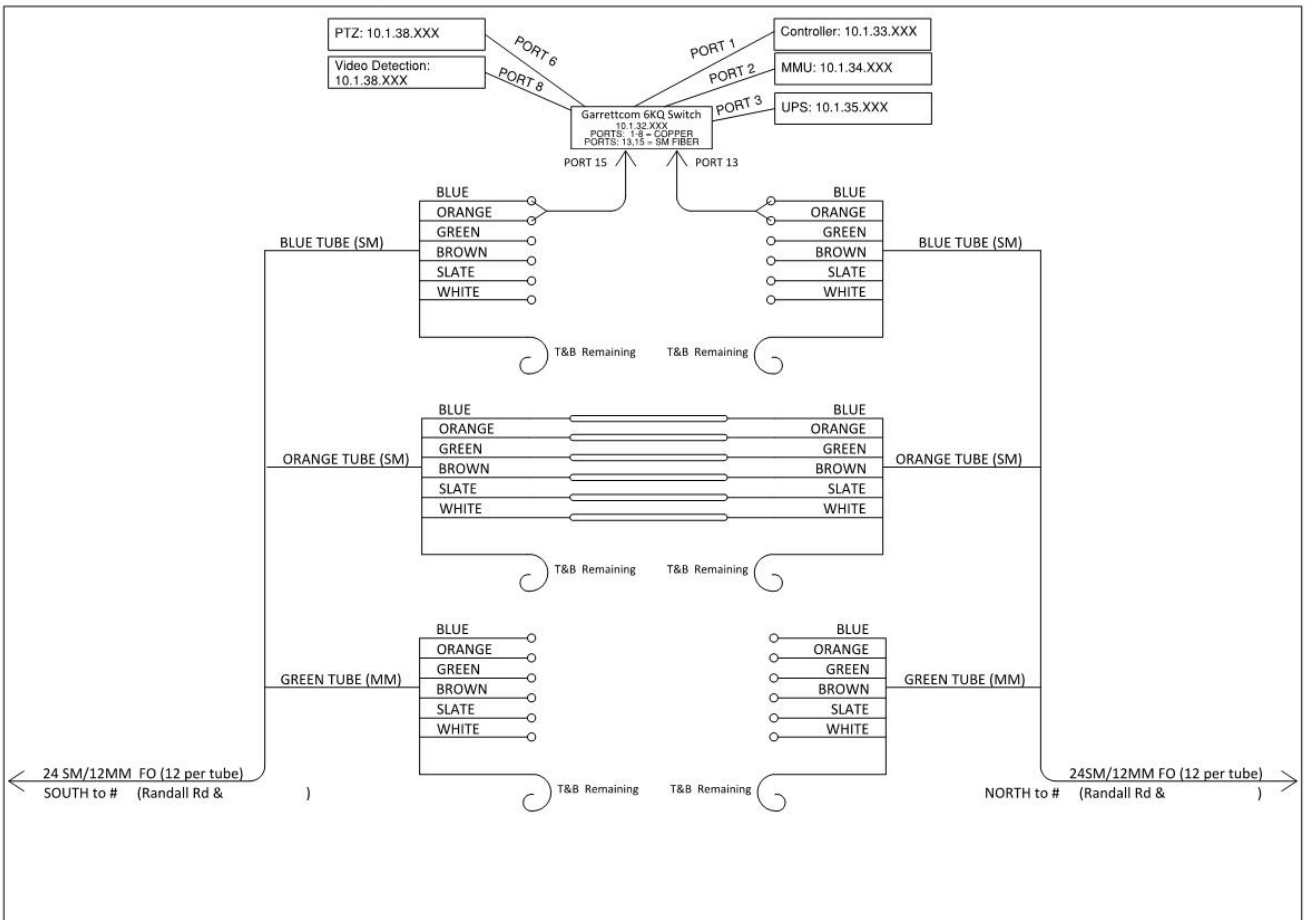 PTZ: 10.1.38.XXX
Video Detection:
10.1.38.XXX
PORT 6
PORT 8
PORT 1
PORT 2
PORT 3
Controller: 10.1.33.XXX
MMU: 10.1.34.XXX
UPS: 10.1.35.XXX
Garrettcom 6KQ Switch
10.1.32.XXX
PORTS: 1-8 = COPPER
PORTS: 13,15 = SM FIBER
PORT 15
PORT 13
BLUE TUBE (SM)
BLUE
ORANGE
GREEN
BROWN
SLATE
WHITE
T&B Remaining
BLUE
ORANGE
GREEN
BROWN
SLATE
WHITE
T&B Remaining
BLUE TUBE (SM)
ORANGE TUBE (SM)
BLUE
ORANGE
GREEN
BROWN
SLATE
WHITE
T&B Remaining
BLUE
ORANGE
GREEN
BROWN
SLATE
WHITE
T&B Remaining
ORANGE TUBE (SM)
GREEN TUBE (MM)
BLUE
ORANGE
GREEN
BROWN
SLATE
WHITE
T&B Remaining
BLUE
ORANGE
GREEN
BROWN
SLATE
WHITE
T&B Remaining
GREEN TUBE (MM)
24 SM/12MM FO (12 per tube)
SOUTH to # (Randall Rd & )
24SM/12MM FO (12 per tube)
NORTH to # (Randall Rd & )